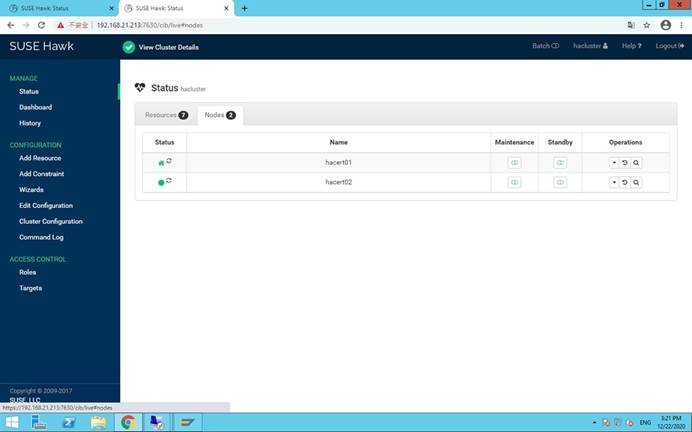 SUSE Hawk: Status
SUSE Hawk: Status
不安全 | 192.168.21.213:7630/cib/live#nodes
SUSE Hawk
View Cluster Details
Batch
hacluster
Help ?
Logout
MANAGE
Status
Dashboard
History
CONFIGURATION
Add Resource
Add Constraint
Wizards
Edit Configuration
Cluster Configuration
Command Log
ACCESS CONTROL
Roles
Targets
Copyright © 2009-2017
SUSE, LLC
Status hacluster
Resources 7
Nodes 2
Status Name Maintenance Standby Operations
hacert01
hacert02
https://192.168.21.213:7630/cib/live#nodes
3:21 PM
12/22/2020